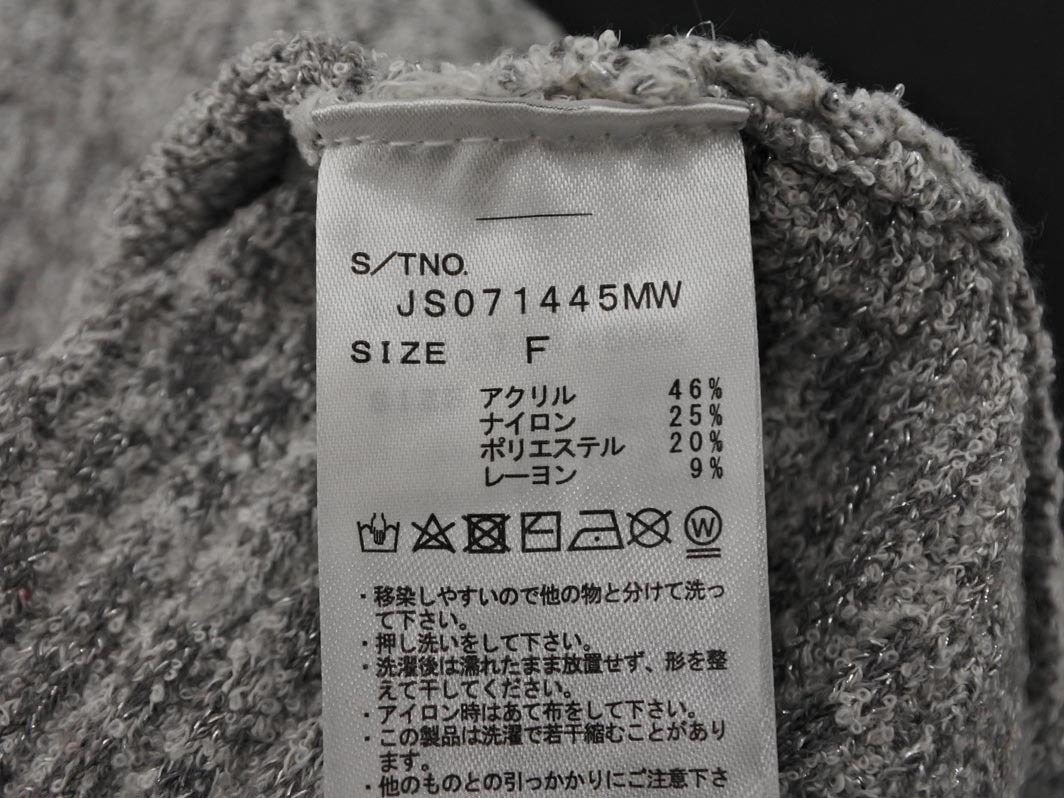 S/TNO.
JS071445MW
SIZE F
アクリル 46%
ナイロン 25%
ポリエステル 20%
レーヨン 9%
W
・移染しやすいので他の物と分けて洗っ
て下さい。
・押し洗いをして下さい。
・洗濯後は濡れたまま放置せず、形を整
えて干してください。
・アイロン時はあて布をして下さい。
・この製品は洗濯で若干縮むことがあり
ます。
・他のものとの引っかかりにご注意下さ